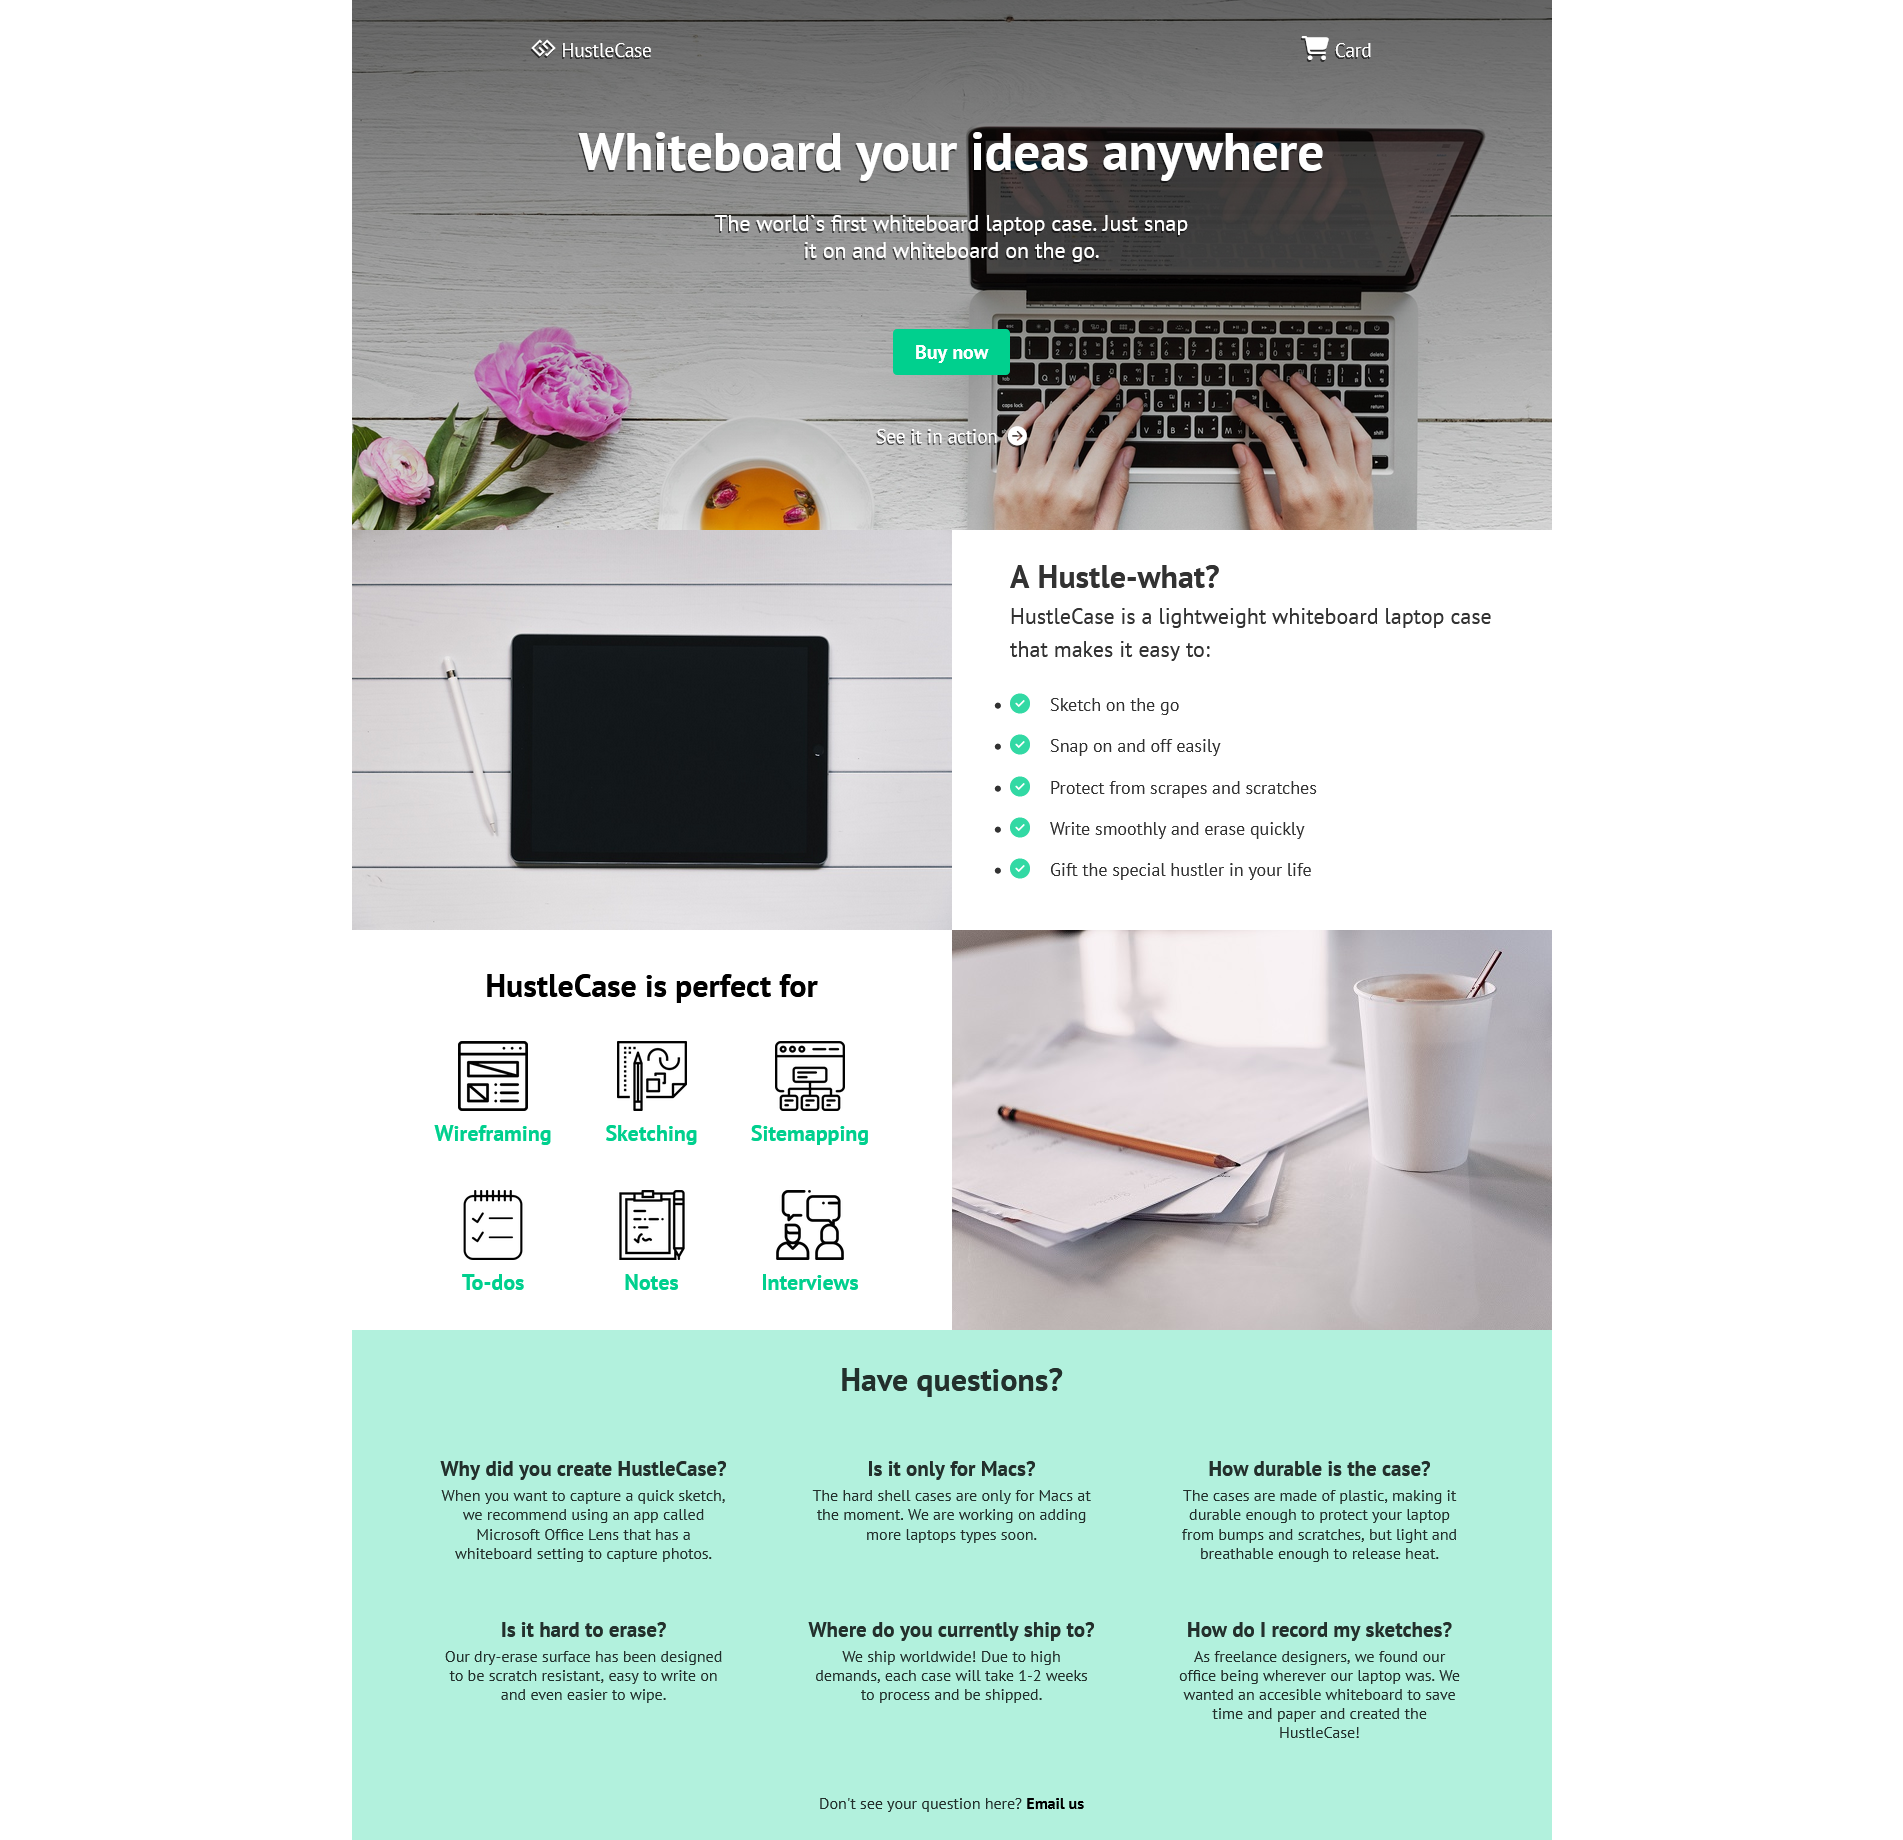 HustleCase
Card
Whiteboard your ideas anywhere
The world`s first whiteboard laptop case. Just snap
it on and whiteboard on the go.
Buy now
See it in action
A Hustle-what?
HustleCase is a lightweight whiteboard laptop case
that makes it easy to:
Sketch on the go
Snap on and off easily
Protect from scrapes and scratches
Write smoothly and erase quickly
Gift the special hustler in your life
HustleCase is perfect for
Wireframing
Sketching
Sitemapping
To-dos
Notes
Interviews
Have questions?
Why did you create HustleCase?
When you want to capture a quick sketch,
we recommend using an app called
Microsoft Office Lens that has a
whiteboard setting to capture photos.
Is it only for Macs?
The hard shell cases are only for Macs at
the moment. We are working on adding
more laptops types soon.
How durable is the case?
The cases are made of plastic, making it
durable enough to protect your laptop
from bumps and scratches, but light and
breathable enough to release heat.
Is it hard to erase?
Our dry-erase surface has been designed
to be scratch resistant, easy to write on
and even easier to wipe.
Where do you currently ship to?
We ship worldwide! Due to high
demands, each case will take 1-2 weeks
to process and be shipped.
How do I record my sketches?
As freelance designers, we found our
office being wherever our laptop was. We
wanted an accesible whiteboard to save
time and paper and created the
HustleCase!
Don't see your question here? Email us